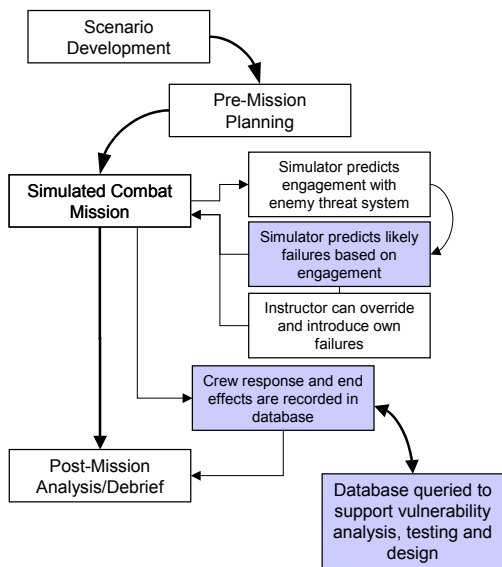 Scenario
Development
Pre-Mission
Planning
Simulated Combat
Mission
Simulator predicts
engagement with
enemy threat system
Simulator predicts likely
failures based on
engagement
Instructor can override
and introduce own
failures
Crew response and end
effects are recorded in
database
Post-Mission
Analysis/Debrief
Database queried to
support vulnerability
analysis, testing and
design